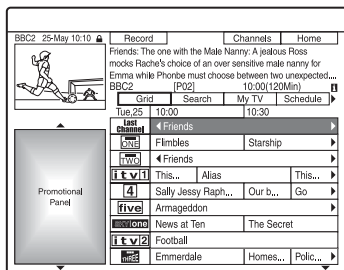 BBC2 25-May 10:10
Record Channels Home
Friends: The one with the Male Nanny: A jealous Ross
mocks Rache's choice of an over sensitive male nanny for
Emma while Phonbe must choose between two unexpected....
BBC2 [P02] 10:00(120Min) i
Grid Search My TV Schedule
Tue,25 10:00 10:30
Last Channel Friends
ONE Flimbles Starship
TWO Friends
itv1 This... Alias This...
4 Sally Jessy Raph... Our b... Go
five Armageddon
one News at Ten The Secret
itv2 Football
THREE Emmerdale Homes... Polic...
Promotional
Panel